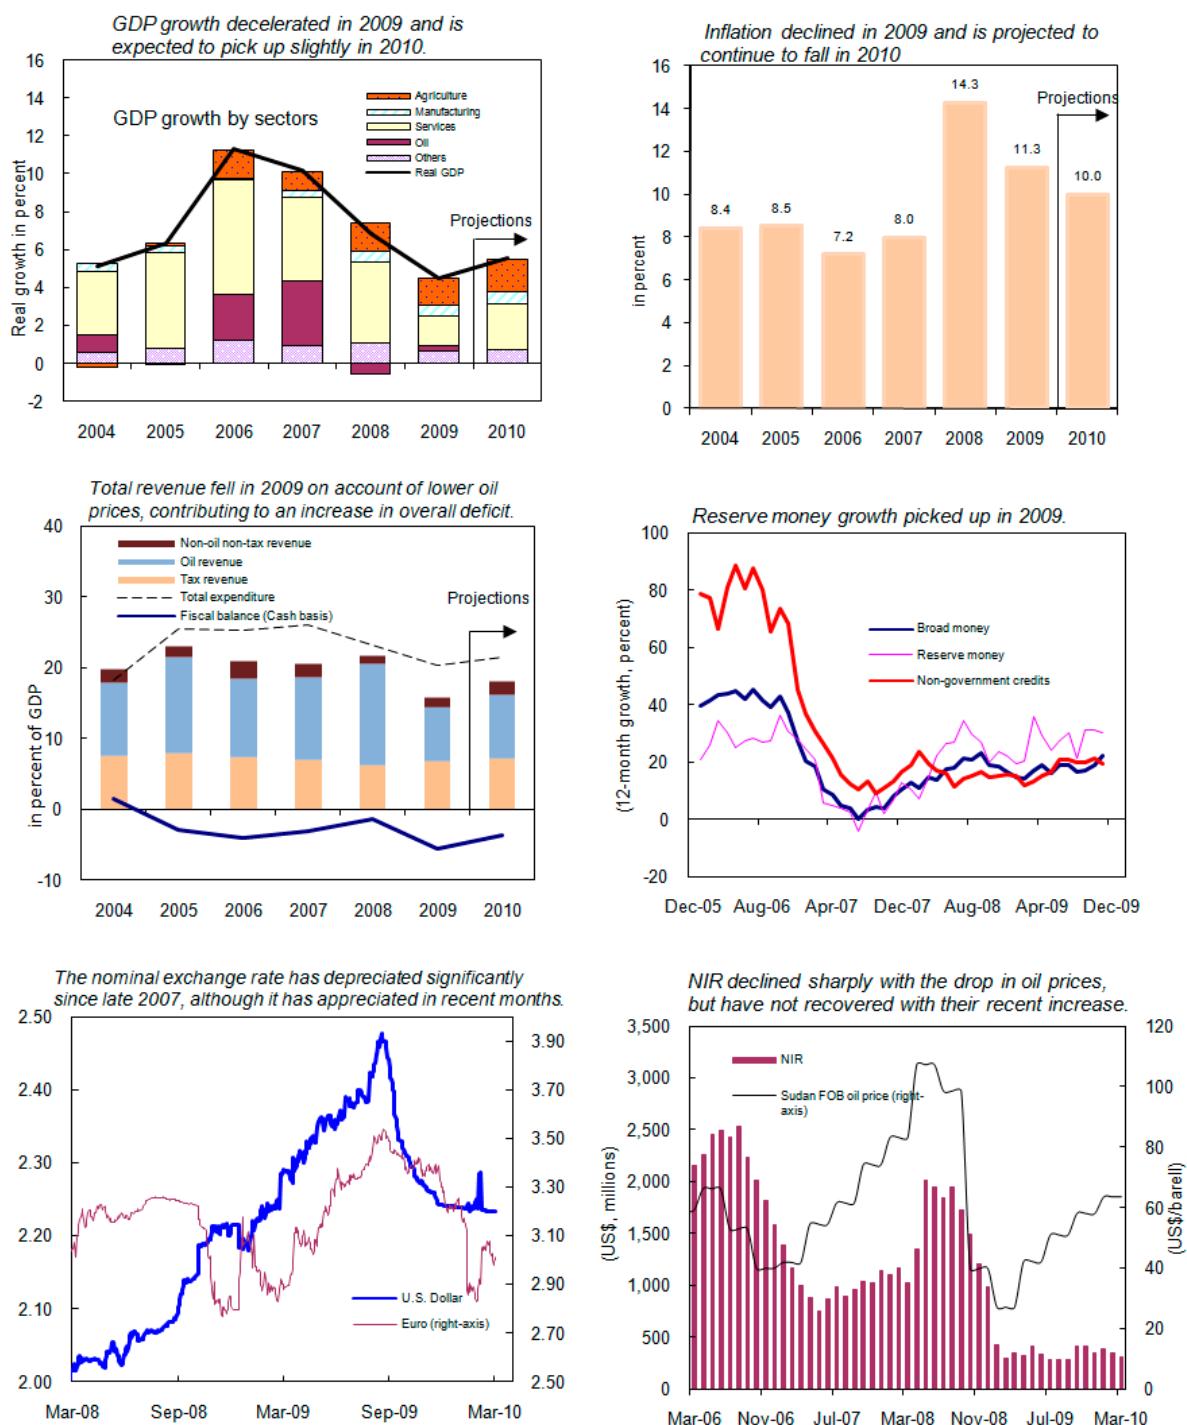 GDP growth decelerated in 2009 and is
expected to pick up slightly in 2010.
16
14
12
10
8
6
4
2
0
-2
Real growth in percent
GDP growth by sectors
Agriculture
Manufacturing
Services
Oil
Others
Real GDP
Projections
2004 2005 2006 2007 2008 2009 2010
Inflation declined in 2009 and is projected to
continue to fall in 2010
16
14
12
10
8
6
4
2
0
in percent
8.4
8.5
7.2
8.0
14.3
11.3
10.0
Projections
2004 2005 2006 2007 2008 2009 2010
Total revenue fell in 2009 on account of lower oil
prices, contributing to an increase in overall deficit.
40
30
20
10
0
-10
in percent of GDP
Non-oil non-tax revenue
Oil revenue
Tax revenue
Total expenditure
Fiscal balance (Cash basis)
Projections
2004 2005 2006 2007 2008 2009 2010
Reserve money growth picked up in 2009.
100
80
60
40
20
0
-20
(12-month growth, percent)
Broad money
Reserve money
Non-government credits
Dec-05 Aug-06 Apr-07 Dec-07 Aug-08 Apr-09 Dec-09
The nominal exchange rate has depreciated significantly
since late 2007, although it has appreciated in recent months.
2.50
2.40
2.30
2.20
2.10
2.00
3.90
3.70
3.50
3.30
3.10
2.90
2.70
2.50
U.S. Dollar
Euro (right-axis)
Mar-08 Sep-08 Mar-09 Sep-09 Mar-10
NIR declined sharply with the drop in oil prices,
but have not recovered with their recent increase.
3,500
3,000
2,500
2,000
1,500
1,000
500
0
(US$, millions)
NIR
Sudan FOB oil price (right-
axis)
120
100
80
60
40
20
0
(US$/barell)
Mar-06 Nov-06 Jul-07 Mar-08 Nov-08 Jul-09 Mar-10